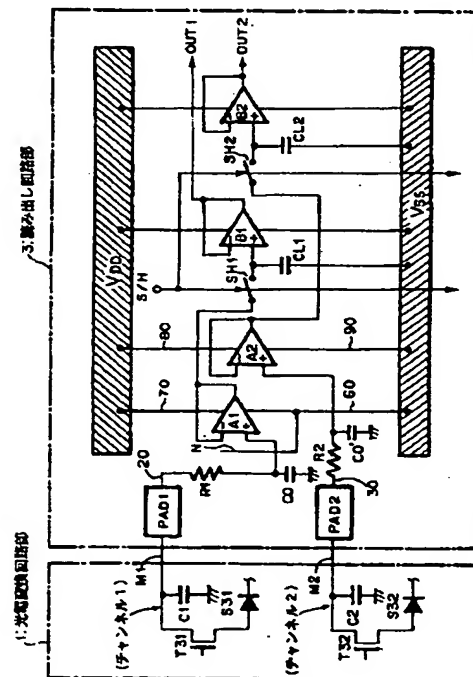 3:読み出し回路部
1:光電変換回路部
VDD
S/H
OUT1
OUT2
80
70
20
N
A1
A2
SH1
B1
SH2
B2
CL1
CL2
90
60
VSS
PAD1
R1
C0
M1
(チャンネル1)
C1
T31
S31
PAD2
R2
30
C0'
M2
(チャンネル2)
C2
T32
S32